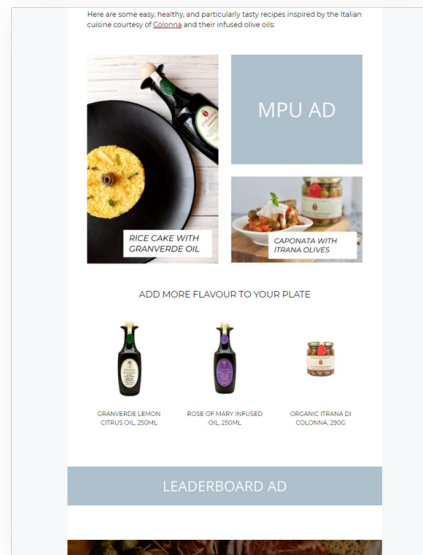 Here are some easy, healthy, and particularly tasty recipes inspired by the Italian
cuisine courtesy of Colonna and their infused olive oils:
MPU AD
RICE CAKE WITH
GRANVERDE OIL
CAPONATA WITH
ITRANA OLIVES
ADD MORE FLAVOUR TO YOUR PLATE
GRANVERDE LEMON
CITRUS OIL, 250ML
ROSE OF MARY INFUSED
OIL, 250ML
ORGANIC ITRANA DI
COLONNA, 290G
LEADERBOARD AD